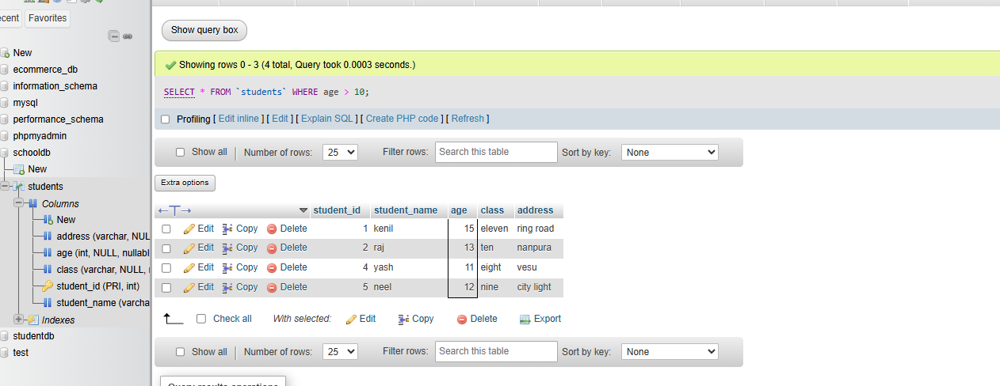 ecent Favorites
New
ecommerce_db
information_schema
mysql
performance_schema
phpmyadmin
schooldb
New
students
Columns
New
address (varchar, NUL
age (int, NULL, nullabl
class (varchar, NULL,
student_id (PRI, int)
student_name (varcha
Indexes
studentdb
test
Show query box
Showing rows 0 - 3 (4 total, Query took 0.0003 seconds.)
SELECT * FROM `students` WHERE age > 10;
Profiling [ Edit inline ] [ Edit ] [ Explain SQL ] [ Create PHP code ] [ Refresh ]
Show all | Number of rows: 25 Filter rows: Search this table Sort by key: None
Extra options
←T→ student_id student_name age class address
Edit Copy Delete 1 kenil 15 eleven ring road
Edit Copy Delete 2 raj 13 ten nanpura
Edit Copy Delete 4 yash 11 eight vesu
Edit Copy Delete 5 neel 12 nine city light
Check all With selected: Edit Copy Delete Export
Show all | Number of rows: 25 Filter rows: Search this table Sort by key: None
Query results operations